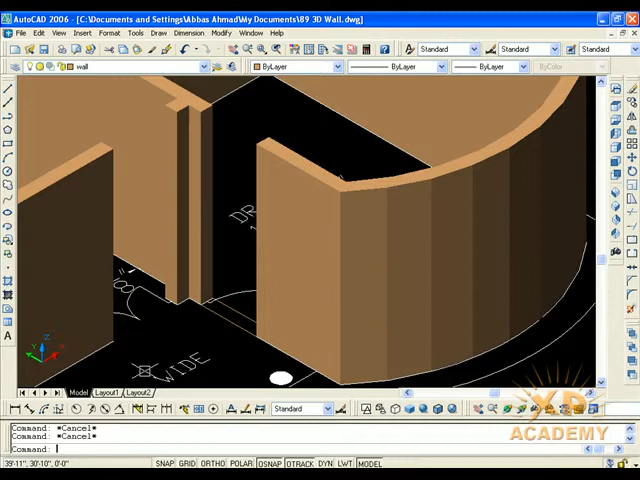 AutoCAD 2006 - [C:\Documents and Settings\Abbas Ahmad\My Documents\89 3D Wall.dwg]
File Edit View Insert Format Tools Draw Dimension Modify Window Help
Standard Standard Standard
wall ByLayer ByLayer ByLayer ByColor
DR
8"
WIDE
Z
Y
X
Model Layout1 Layout2
Standard
Command: *Cancel*
Command: *Cancel*
Command:
XD
ACADEMY
39'-11", 30'-10", 0'-0" SNAP GRID ORTHO POLAR OSNAP OTRACK DYN LWT MODEL